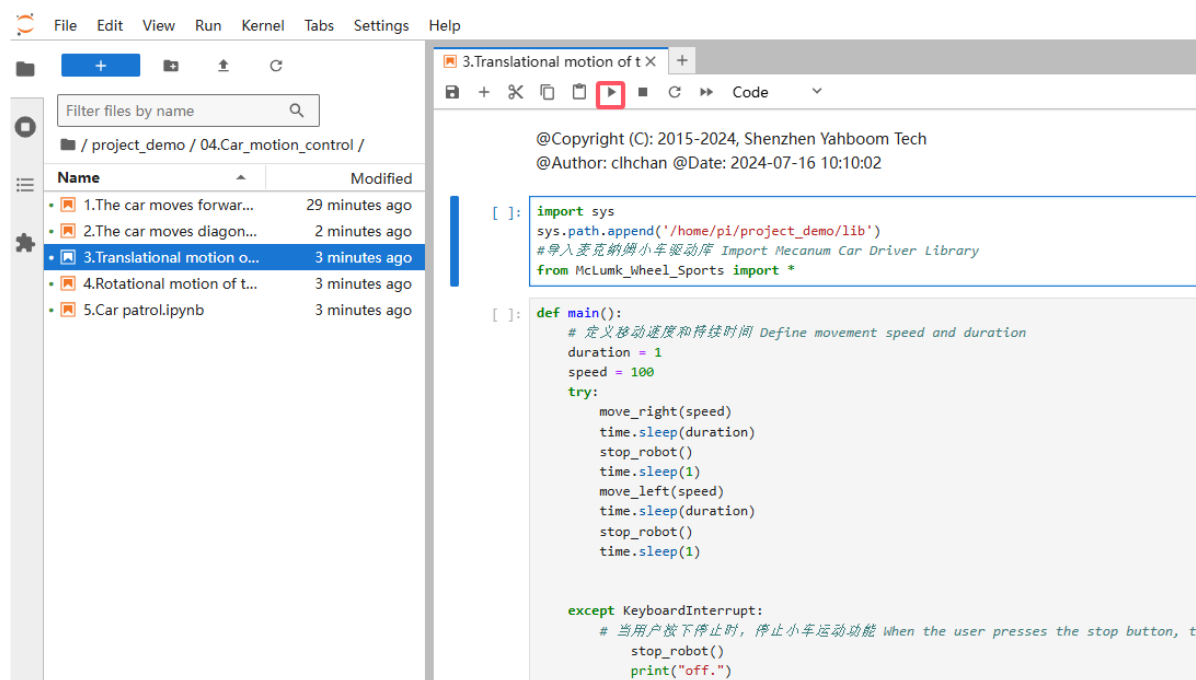 File Edit View Run Kernel Tabs Settings Help
+
Filter files by name
/ project_demo / 04.Car_motion_control /
Name Modified
1.The car moves forwar... 29 minutes ago
2.The car moves diagon... 2 minutes ago
3.Translational motion o... 3 minutes ago
4.Rotational motion of t... 3 minutes ago
5.Car patrol.ipynb 3 minutes ago
3.Translational motion of t
Code
@Copyright (C): 2015-2024, Shenzhen Yahboom Tech
@Author: clhchan @Date: 2024-07-16 10:10:02
[ ]: import sys
sys.path.append('/home/pi/project_demo/lib')
#导入麦克纳姆小车驱动库 Import Mecanum Car Driver Library
from McLumk_Wheel_Sports import *
[ ]: def main():
# 定义移动速度和持续时间 Define movement speed and duration
duration = 1
speed = 100
try:
move_right(speed)
time.sleep(duration)
stop_robot()
time.sleep(1)
move_left(speed)
time.sleep(duration)
stop_robot()
time.sleep(1)
except KeyboardInterrupt:
# 当用户按下停止时，停止小车运动功能 When the user presses the stop button, t
stop_robot()
print("off.")